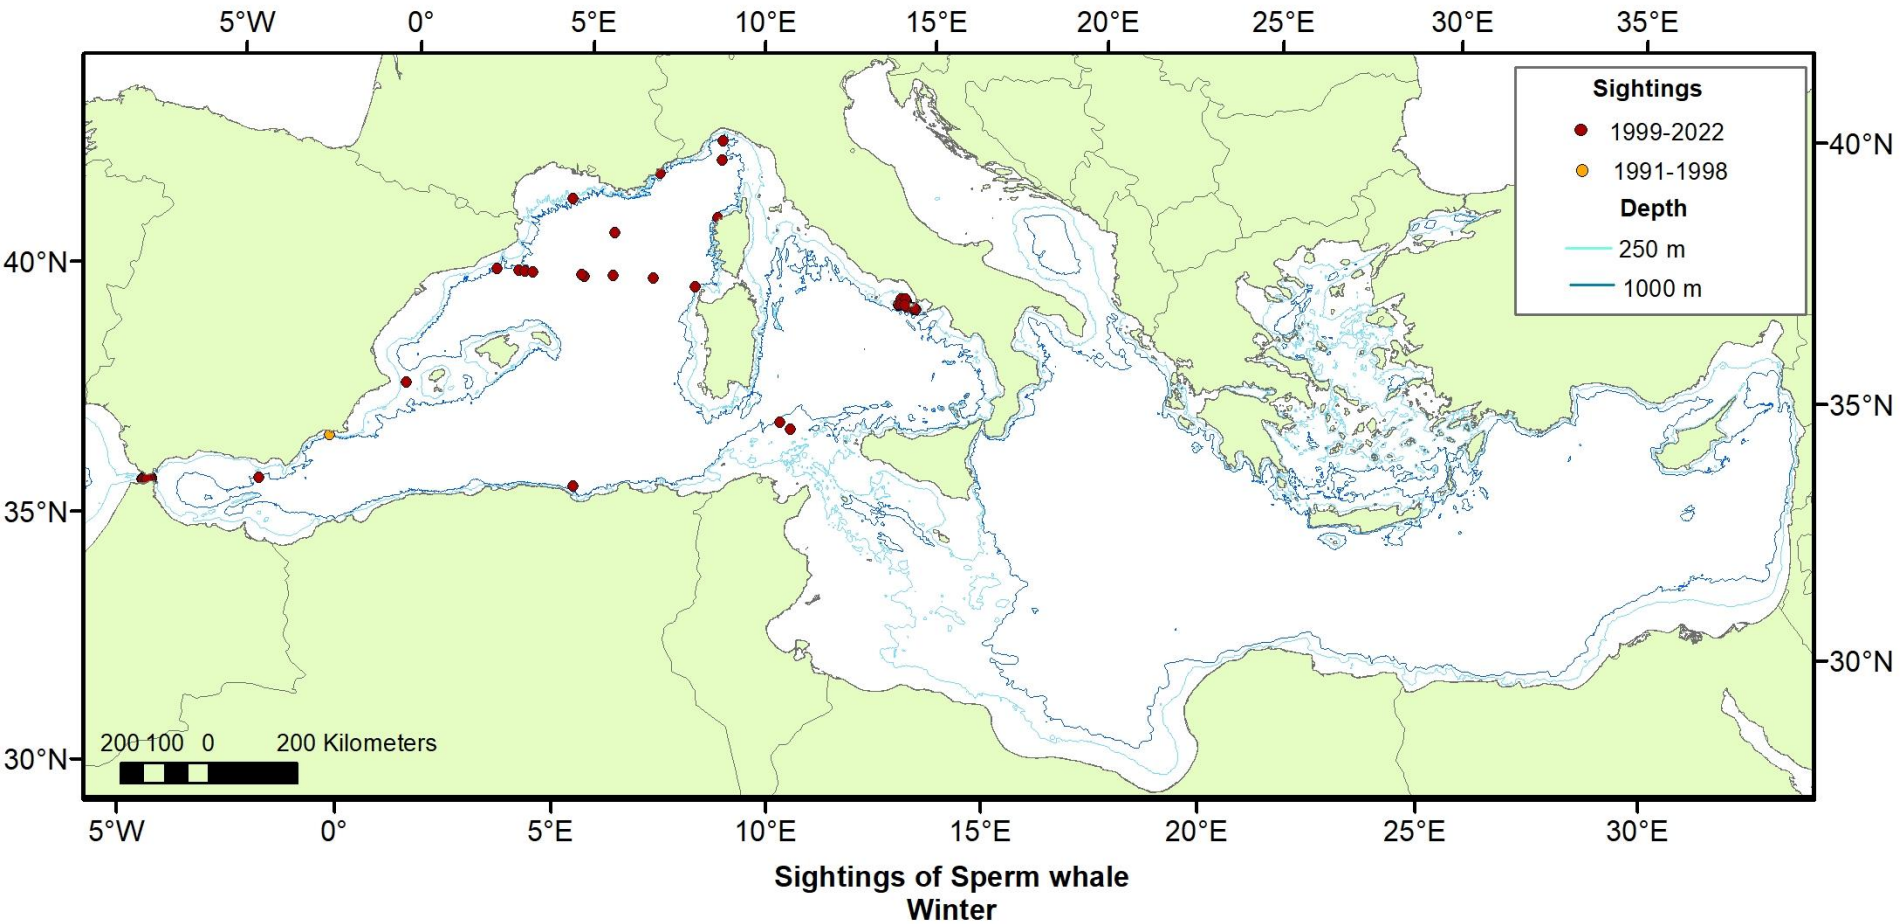 5°W 0° 5°E 10°E 15°E 20°E 25°E 30°E 35°E
Sightings
1999-2022
1991-1998
Depth
250 m
1000 m
40°N
40°N
35°N
35°N
30°N
200 100 0 200 Kilometers
30°N
5°W 0° 5°E 10°E 15°E 20°E 25°E 30°E
Sightings of Sperm whale
Winter